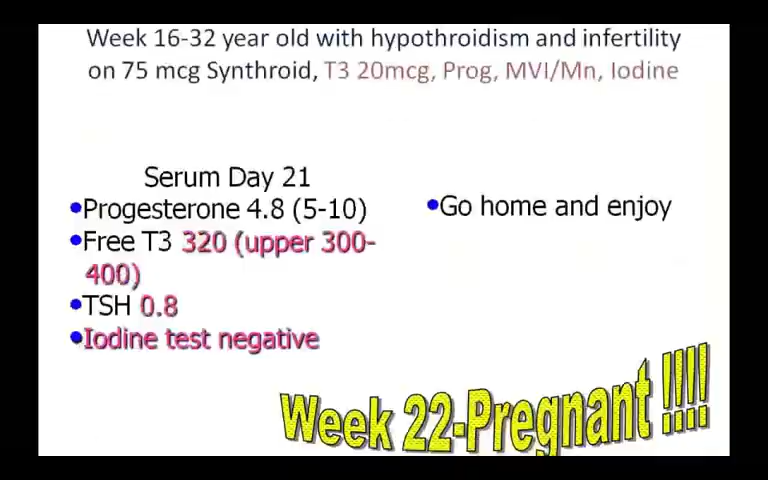 Week 16-32 year old with hypothroidism and infertility
on 75 mcg Synthroid, T3 20mcg, Prog, MVI/Mn, Iodine
Serum Day 21
•Progesterone 4.8 (5-10)
•Free T3 320 (upper 300-
400)
•TSH 0.8
•Iodine test negative
•Go home and enjoy
Week 22-Pregnant !!!!